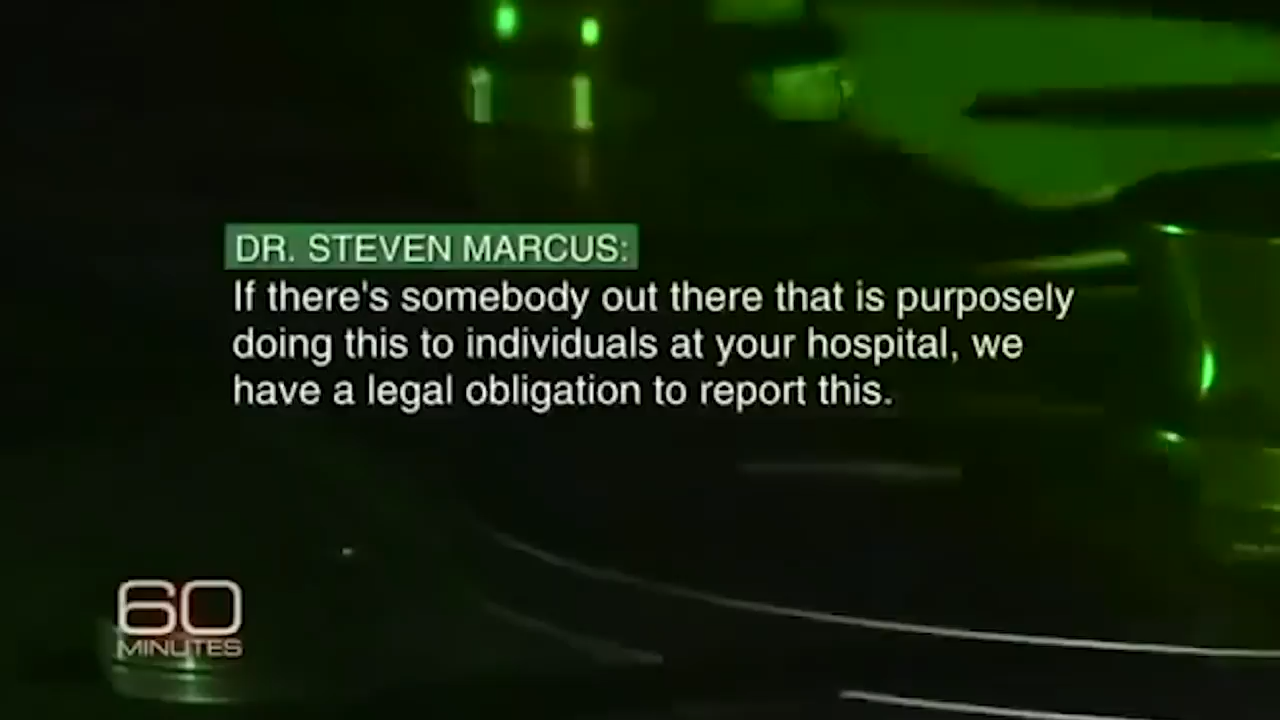 DR. STEVEN MARCUS:
If there's somebody out there that is purposely
doing this to individuals at your hospital, we
have a legal obligation to report this.
60
MINUTES